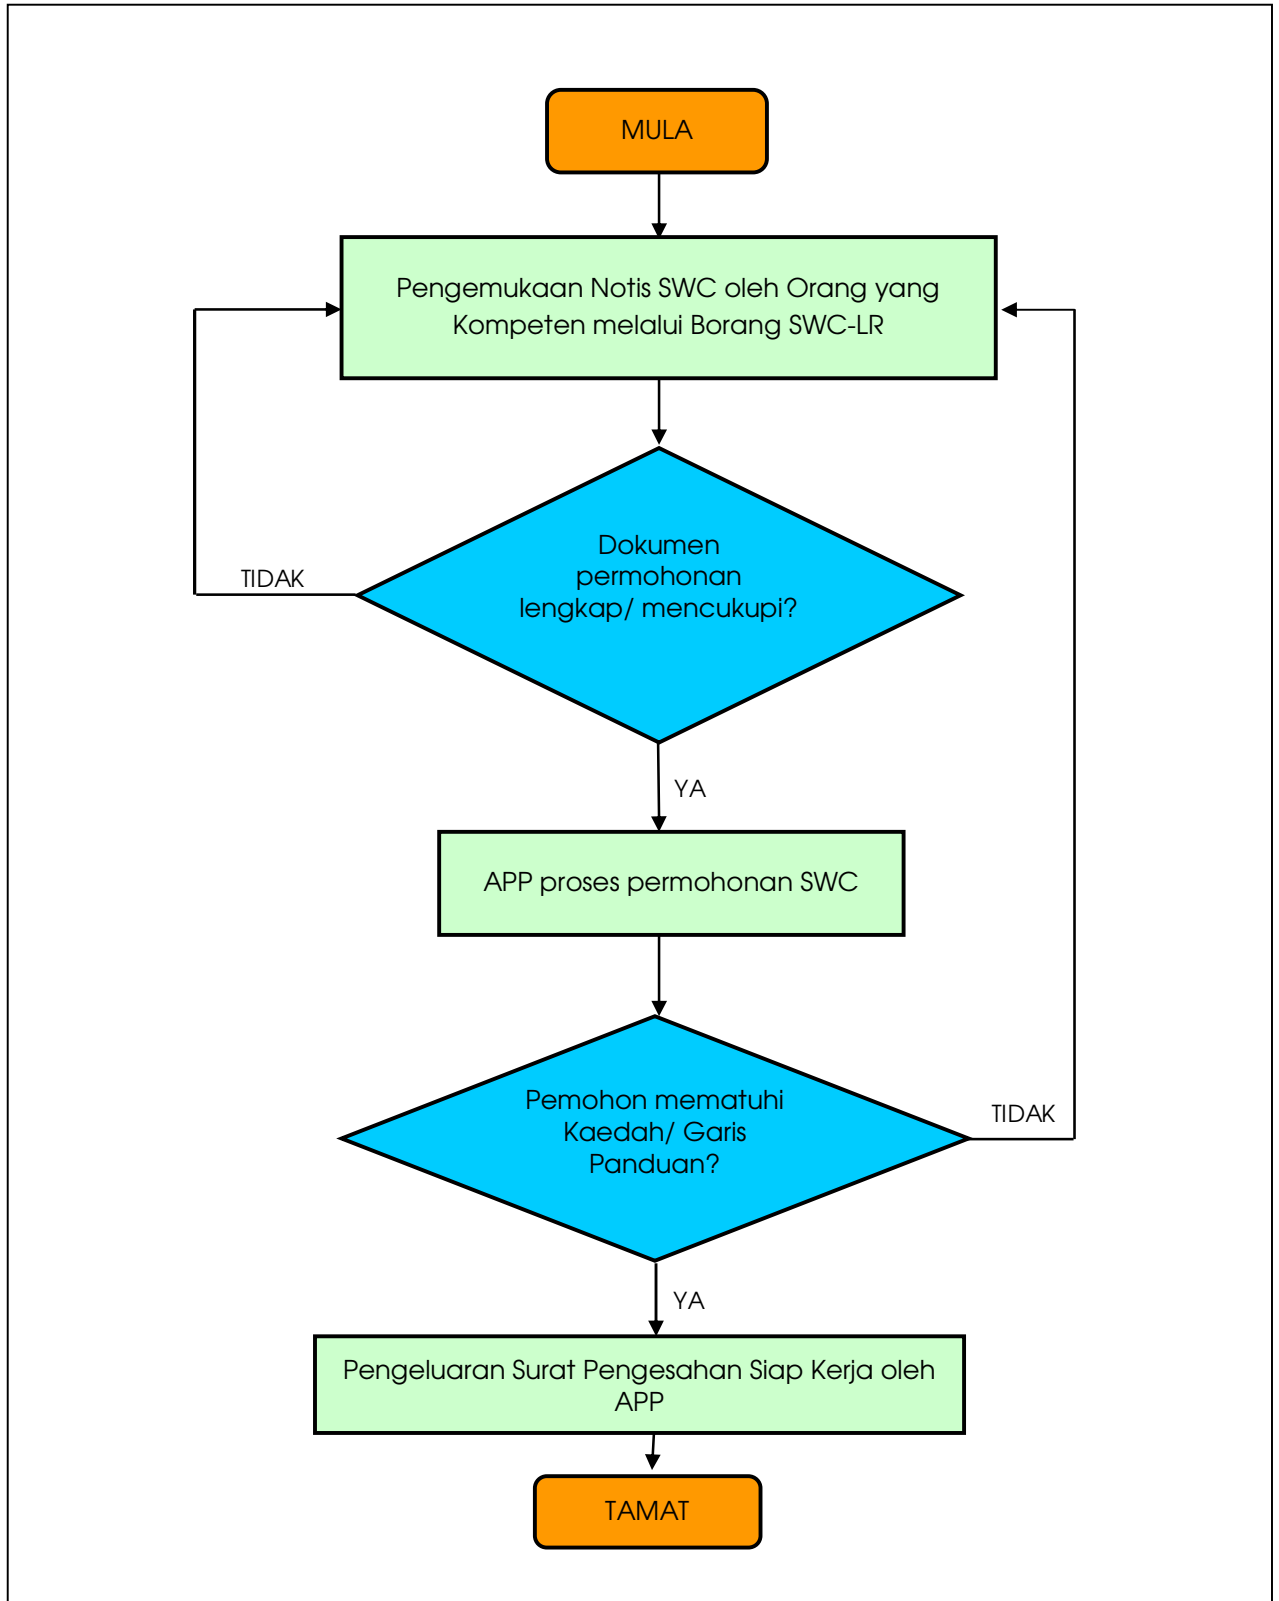 MULA
Pengemukaan Notis SWC oleh Orang yang
Kompeten melalui Borang SWC-LR
Dokumen
permohonan
lengkap/ mencukupi?
TIDAK
YA
APP proses permohonan SWC
Pemohon mematuhi
Kaedah/ Garis
Panduan?
TIDAK
YA
Pengeluaran Surat Pengesahan Siap Kerja oleh
APP
TAMAT